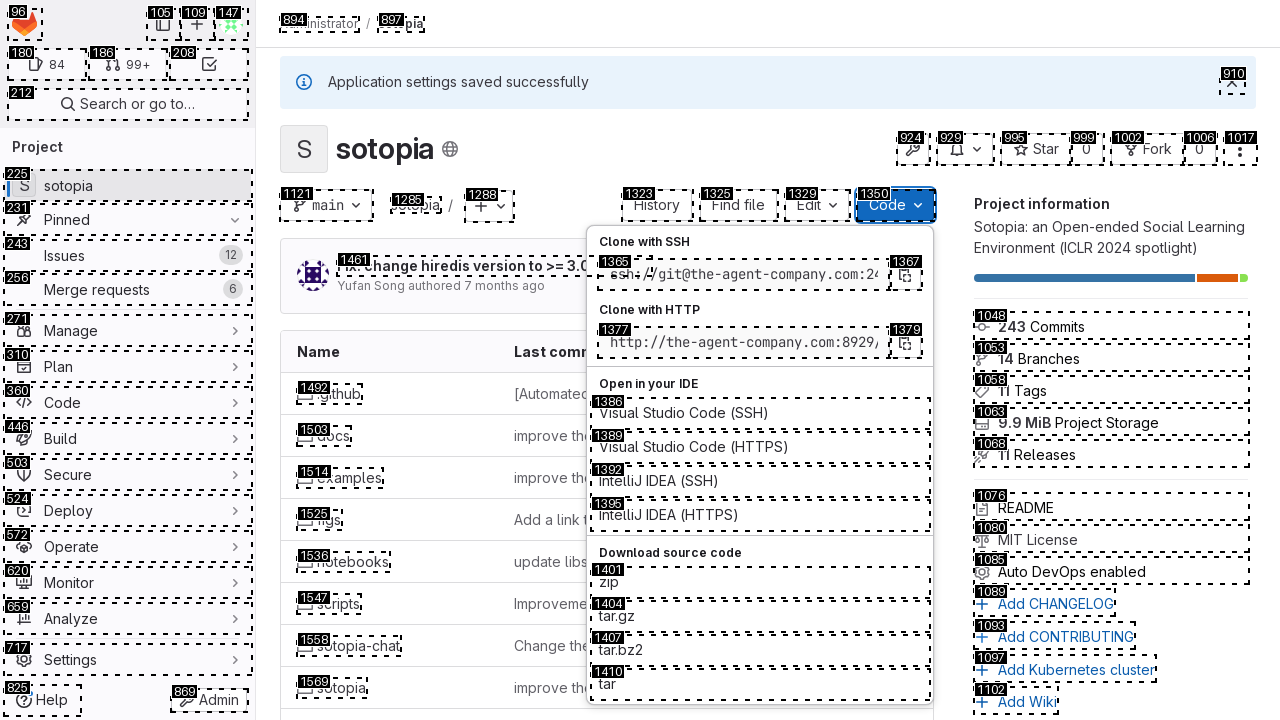 96
105
109
147
894
administrator
/
897
sotopia
180
84
186
99+
208
212
Search or go to…
Application settings saved successfully
910
Project
S
sotopia
924
929
995
Star
999
0
1002
Fork
1006
0
1017
225
S
sotopia
231
Pinned
243
Issues
12
256
Merge requests
6
271
Manage
310
Plan
360
Code
446
Build
503
Secure
524
Deploy
572
Operate
620
Monitor
659
Analyze
717
Settings
825
Help
869
Admin
1121
main
1285
sotopia
/
1288
1323
History
1325
Find file
1329
Edit
1350
Code
1461
fix: change hiredis version to >= 3.0
Yufan Song authored 7 months ago
Name
Last comm
1492
.github
[Automated
1503
docs
improve the
1514
examples
improve the
1525
figs
Add a link t
1536
notebooks
update libs
1547
scripts
Improveme
1558
sotopia-chat
Change the
1569
sotopia
improve the
Clone with SSH
1365
ssh://git@the-agent-company.com:24
1367
Clone with HTTP
1377
http://the-agent-company.com:8929/
1379
Open in your IDE
1386
Visual Studio Code (SSH)
1389
Visual Studio Code (HTTPS)
1392
IntelliJ IDEA (SSH)
1395
IntelliJ IDEA (HTTPS)
Download source code
1401
zip
1404
tar.gz
1407
tar.bz2
1410
tar
Project information
Sotopia: an Open-ended Social Learning
Environment (ICLR 2024 spotlight)
1048
243 Commits
1053
14 Branches
1058
11 Tags
1063
9.9 MiB Project Storage
1068
11 Releases
1076
README
1080
MIT License
1085
Auto DevOps enabled
1089
Add CHANGELOG
1093
Add CONTRIBUTING
1097
Add Kubernetes cluster
1102
Add Wiki